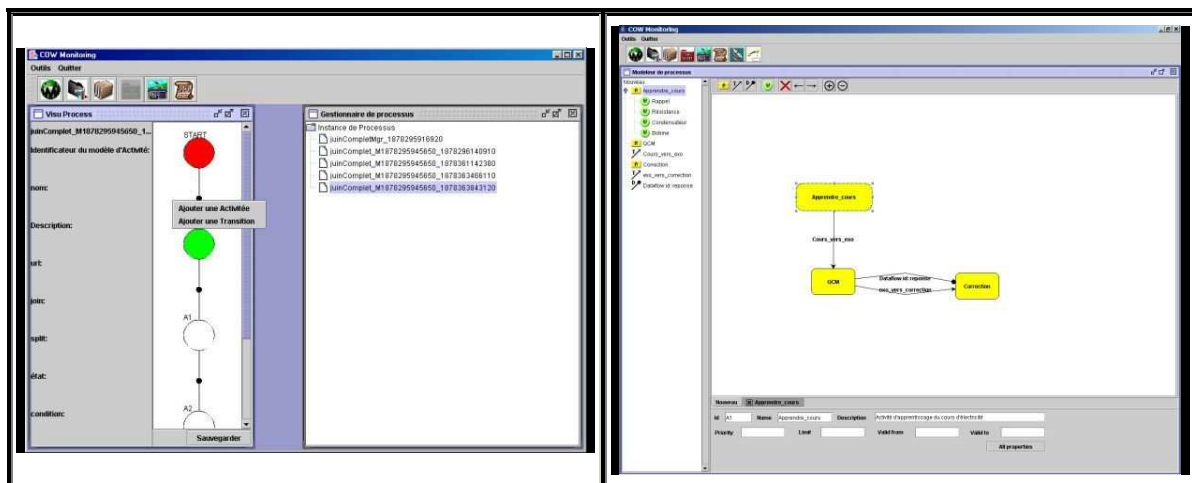 COW Monitoring
Outils Quitter
Visu Process
juinComplet_M1878295945650_1...
Identificateur du modèle d'Activité:
nom:
Description:
url:
join:
split:
état:
condition:
START
Ajouter une Activitée
Ajouter une Transition
A1
A2
Sauvegarder
Gestionnaire de processus
Instance de Processus
juinCompletMgr_1878295916920
juinComplet_M1878295945650_1878296140910
juinComplet_M1878295945650_1878361142380
juinComplet_M1878295945650_1878363466110
juinComplet_M1878295945650_1878363843120
COW Monitoring
Outils Quitter
Modeleur de processus
Nouveau
Apprendre_cours
Rappel
Résistance
Condensateur
Bobine
QCM
Cours_vers_exo
Correction
exo_vers_correction
Dataflow id reponse
Apprendre_cours
Cours_vers_exo
QCM
Dataflow id reponse
exo_vers_correction
Correction
Nouveau Apprendre_cours
Id A1 Name Apprendre_cours Description Activité d'apprentissage du cours d'électricité
Priority Limit Valid from Valid to
All properties